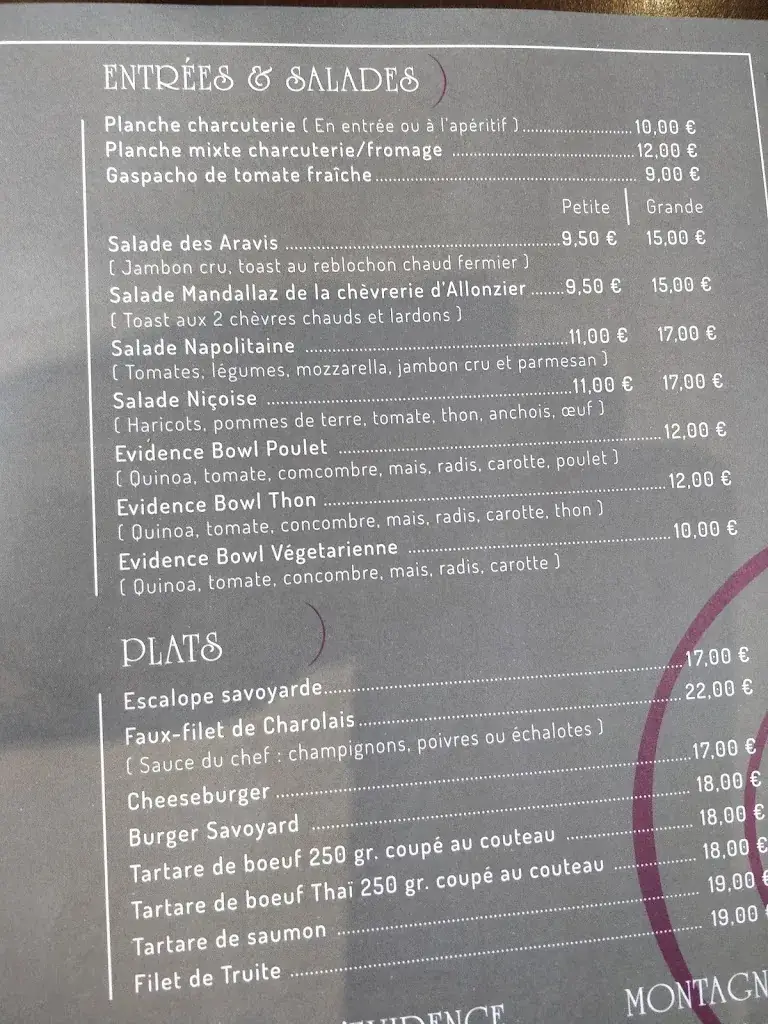 ENTRÉES & SALADES
Planche charcuterie ( En entrée ou à l'apéritif ) 10,00 €
Planche mixte charcuterie/fromage 12,00 €
Gaspacho de tomate fraîche 9,00 €
Petite | Grande
Salade des Aravis 9,50 € 15,00 €
( Jambon cru, toast au reblochon chaud fermier )
Salade Mandallaz de la chèvrerie d'Allonzier 9,50 € 15,00 €
( Toast aux 2 chèvres chauds et lardons )
Salade Napolitaine 11,00 € 17,00 €
( Tomates, légumes, mozzarella, jambon cru et parmesan )
Salade Niçoise 11,00 € 17,00 €
( Haricots, pommes de terre, tomate, thon, anchois, œuf )
Evidence Bowl Poulet 12,00 €
( Quinoa, tomate, comcombre, mais, radis, carotte, poulet )
Evidence Bowl Thon 12,00 €
( Quinoa, tomate, concombre, mais, radis, carotte, thon )
Evidence Bowl Végetarienne 10,00 €
( Quinoa, tomate, concombre, mais, radis, carotte )
PLATS
Escalope savoyarde 17,00 €
Faux-filet de Charolais 22,00 €
( Sauce du chef : champignons, poivres ou échalotes )
Cheeseburger 17,00 €
Burger Savoyard 18,00 €
Tartare de boeuf 250 gr. coupé au couteau 18,00 €
Tartare de boeuf Thaï 250 gr. coupé au couteau 18,00 €
Tartare de saumon 19,00 €
Filet de Truite 19,00
MONTAGN